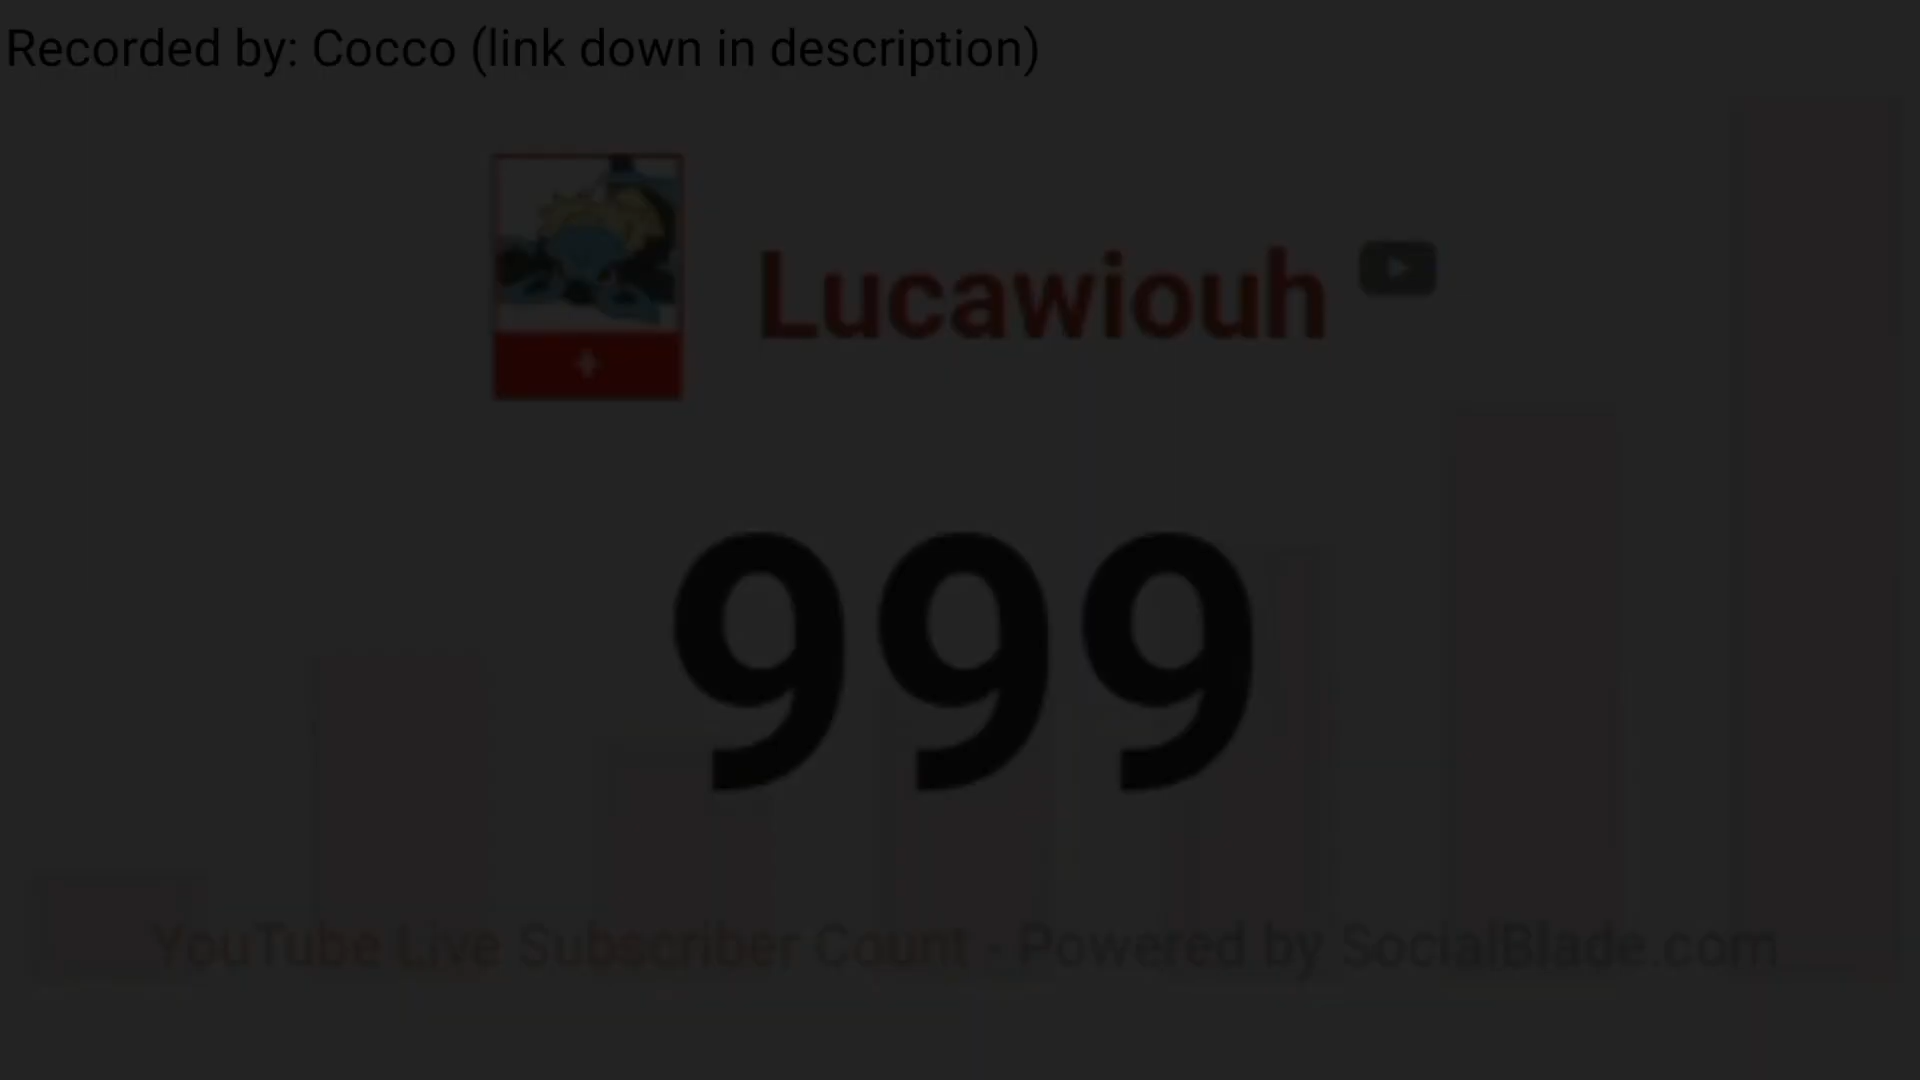 Recorded by: Cocco (link down in description)
Lucawiouh
+
999
YouTube Live Subscriber Count - Powered by SocialBlade.com